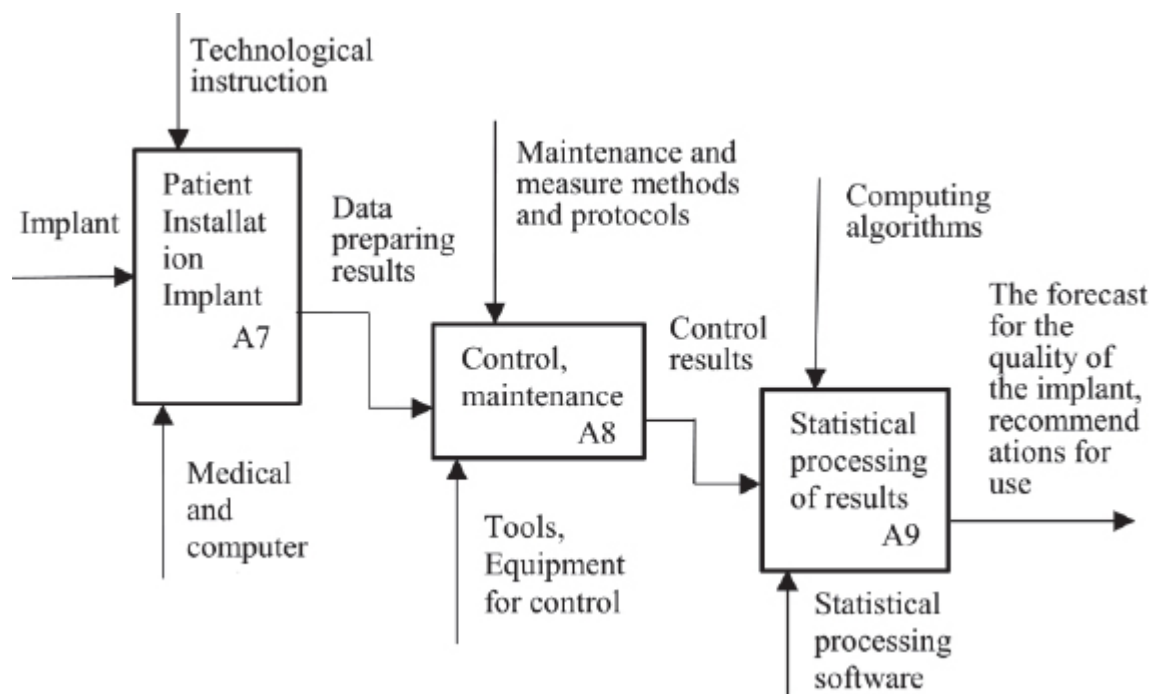 Technological
instruction
Patient
Installat
ion
Implant
A7
Implant
Data
preparing
results
Medical
and
computer
Maintenance and
measure methods
and protocols
Control,
maintenance
A8
Control
results
Tools,
Equipment
for control
Computing
algorithms
Statistical
processing
of results
A9
The forecast
for the
quality of
the implant,
recommend
ations for
use
Statistical
processing
software